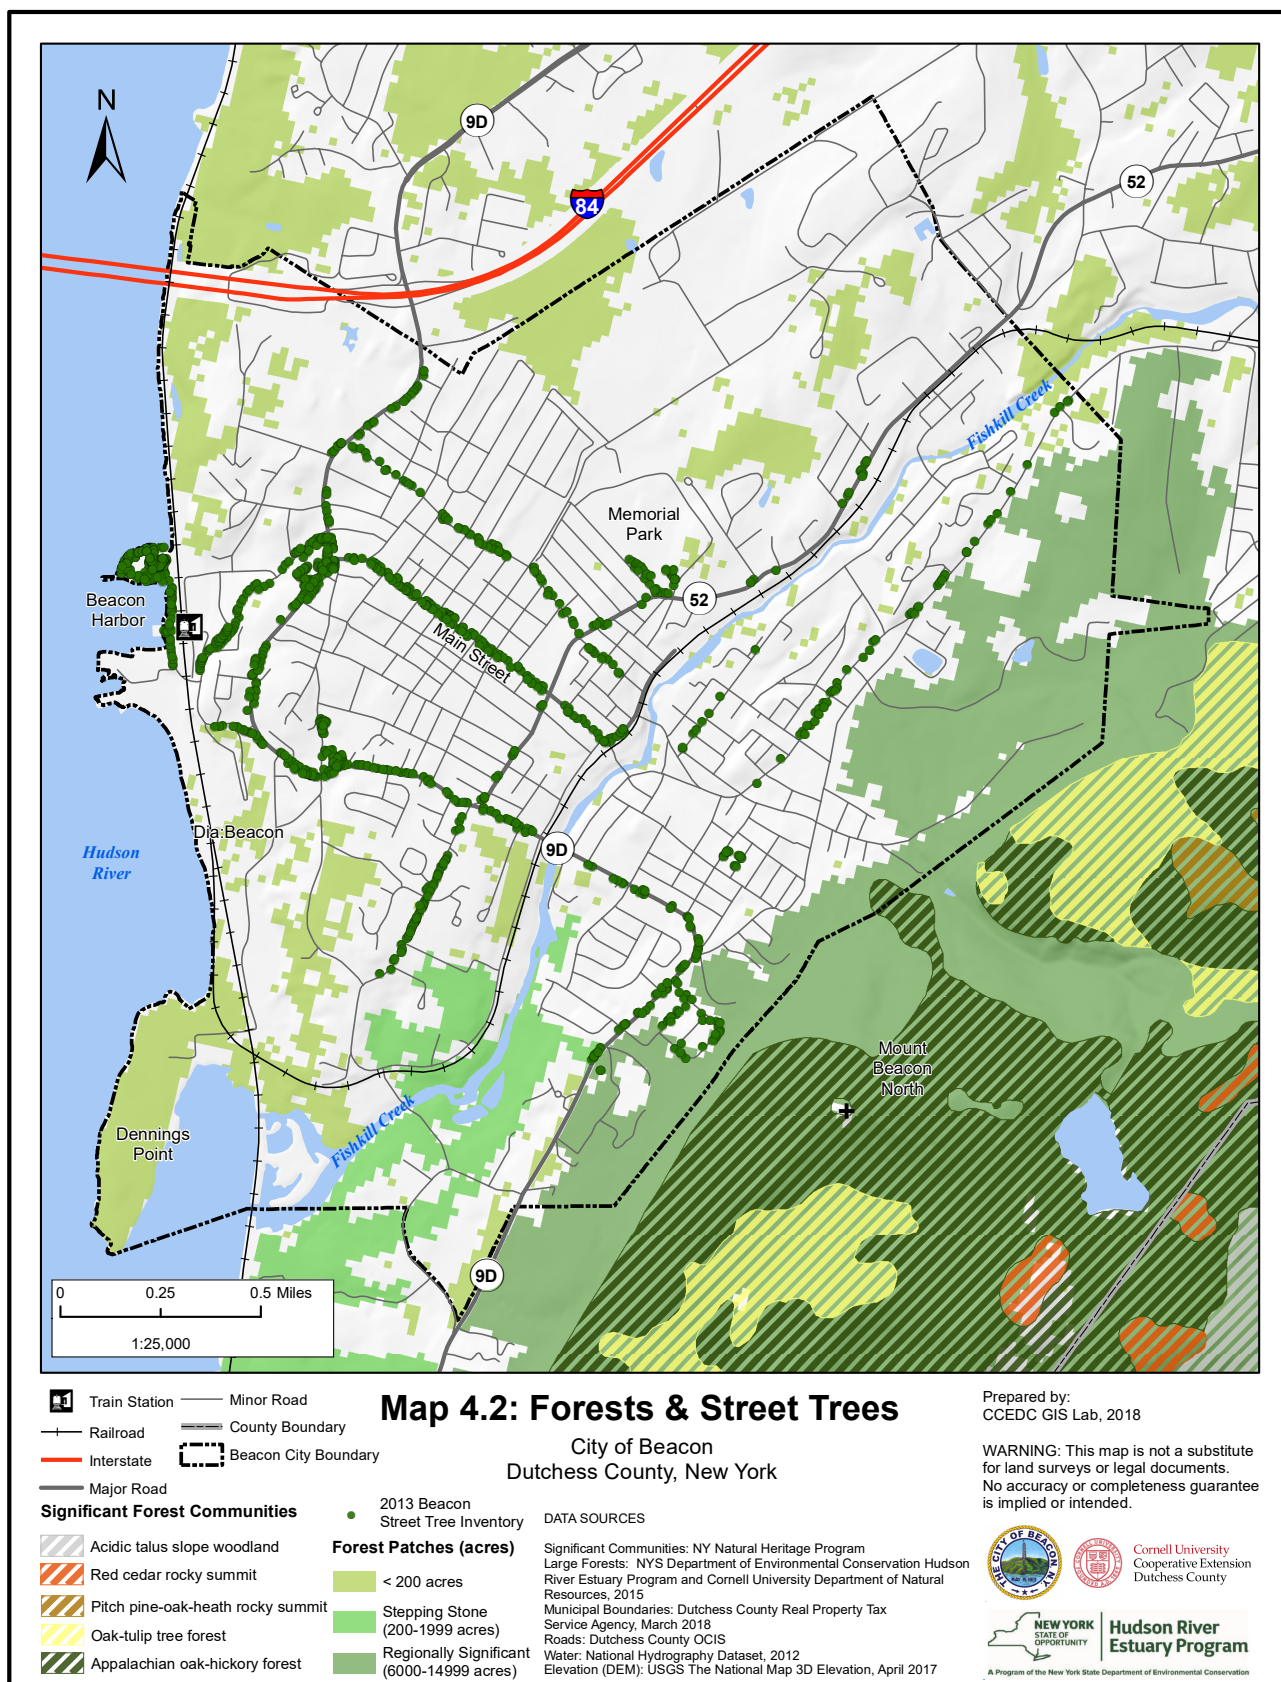 N
9D
84
52
Fishkill Creek
Memorial
Park
52
Beacon
Harbor
Main Street
Dia:Beacon
9D
Hudson
River
Mount
Beacon
North
Dennings
Point
Fishkill Creek
9D
0 0.25 0.5 Miles
1:25,000
Train Station
Railroad
Interstate
Major Road
Minor Road
County Boundary
Beacon City Boundary
Map 4.2: Forests & Street Trees
City of Beacon
Dutchess County, New York
Significant Forest Communities
Acidic talus slope woodland
Red cedar rocky summit
Pitch pine-oak-heath rocky summit
Oak-tulip tree forest
Appalachian oak-hickory forest
2013 Beacon
Street Tree Inventory
Forest Patches (acres)
< 200 acres
Stepping Stone
(200-1999 acres)
Regionally Significant
(6000-14999 acres)
DATA SOURCES
Significant Communities: NY Natural Heritage Program
Large Forests: NYS Department of Environmental Conservation Hudson
River Estuary Program and Cornell University Department of Natural
Resources, 2015
Municipal Boundaries: Dutchess County Real Property Tax
Service Agency, March 2018
Roads: Dutchess County OCIS
Water: National Hydrography Dataset, 2012
Elevation (DEM): USGS The National Map 3D Elevation, April 2017
Prepared by:
CCEDC GIS Lab, 2018
WARNING: This map is not a substitute
for land surveys or legal documents.
No accuracy or completeness guarantee
is implied or intended.
THE CITY OF BEACON, NY
Cornell University
Cooperative Extension
Dutchess County
NEW YORK
STATE OF
OPPORTUNITY
Hudson River
Estuary Program
A Program of the New York State Department of Environmental Conservation